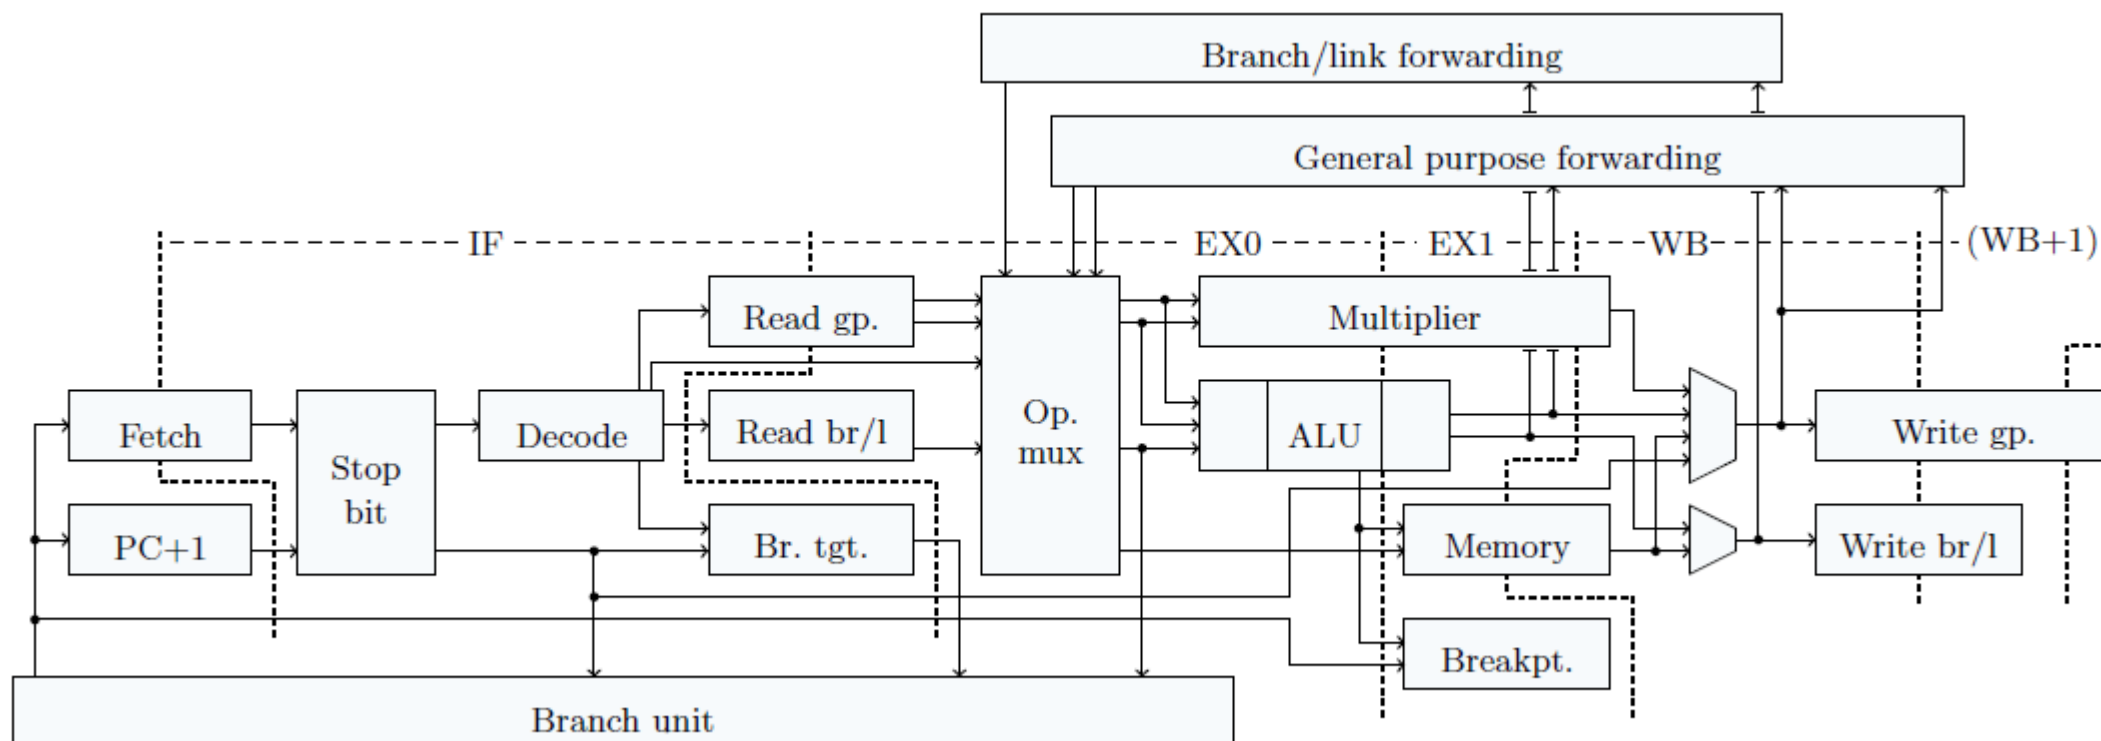 Branch/link forwarding
General purpose forwarding
IF
EX0
EX1
WB
(WB+1)
Read gp.
Multiplier
Fetch
Stop
bit
Decode
Read br/l
Op.
mux
ALU
Write gp.
PC+1
Br. tgt.
Memory
Write br/l
Breakpt.
Branch unit